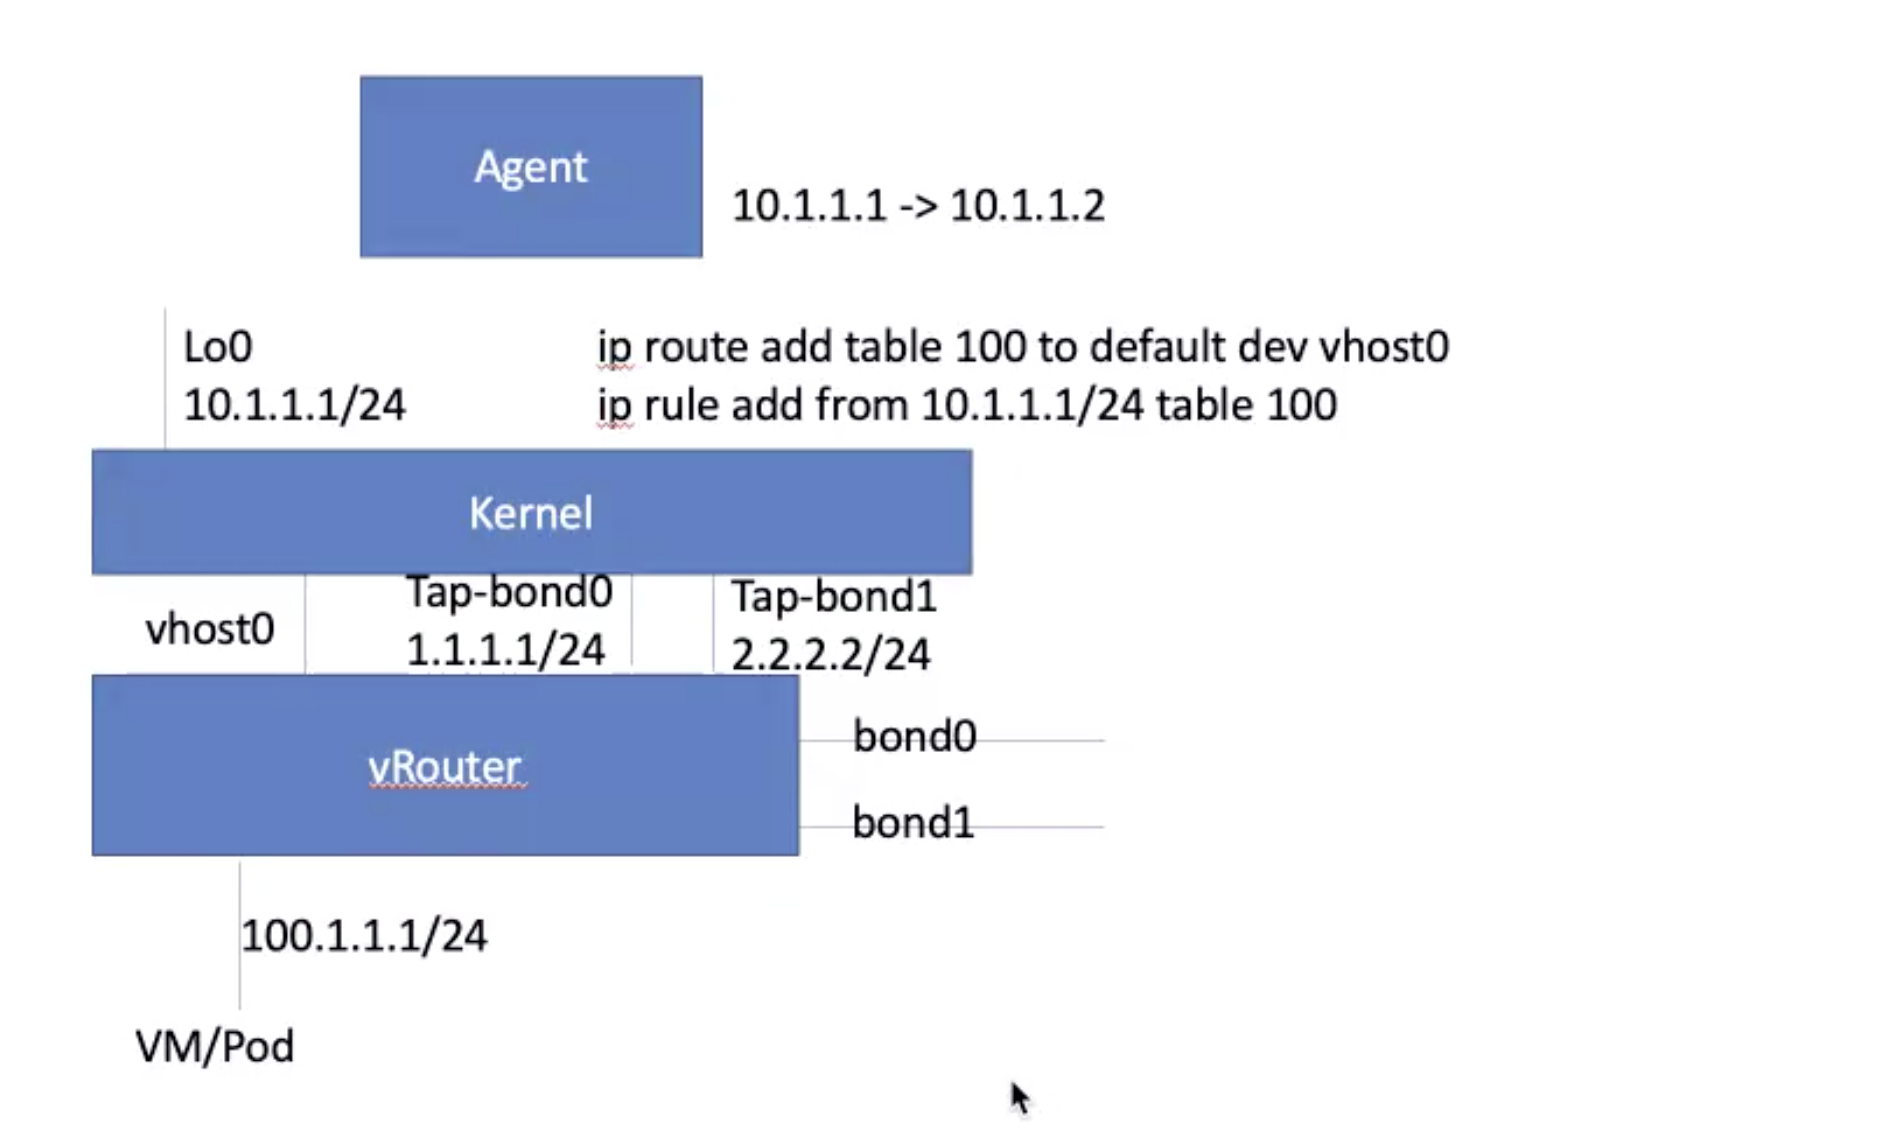 Agent
10.1.1.1 -> 10.1.1.2
Lo0
10.1.1.1/24
ip route add table 100 to default dev vhost0
ip rule add from 10.1.1.1/24 table 100
Kernel
vhost0
Tap-bond0
1.1.1.1/24
Tap-bond1
2.2.2.2/24
vRouter
bond0
bond1
100.1.1.1/24
VM/Pod